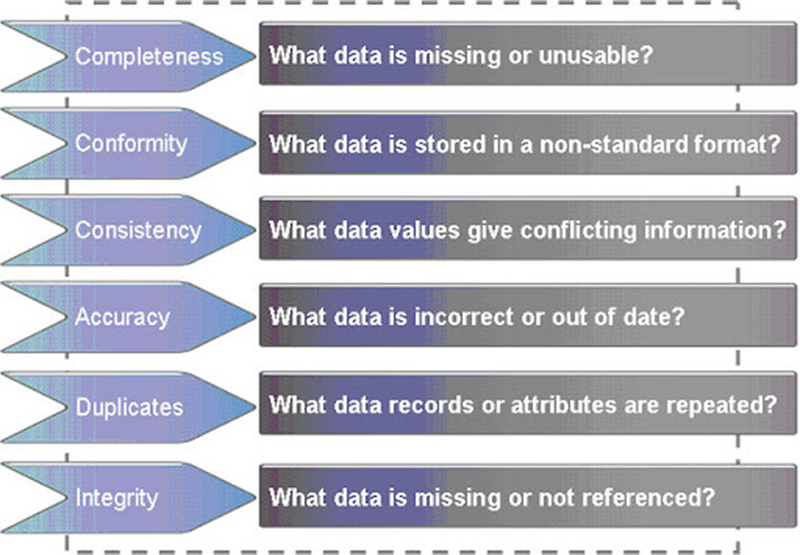 Completeness What data is missing or unusable?
Conformity What data is stored in a non-standard format?
Consistency What data values give conflicting information?
Accuracy What data is incorrect or out of date?
Duplicates What data records or attributes are repeated?
Integrity What data is missing or not referenced?